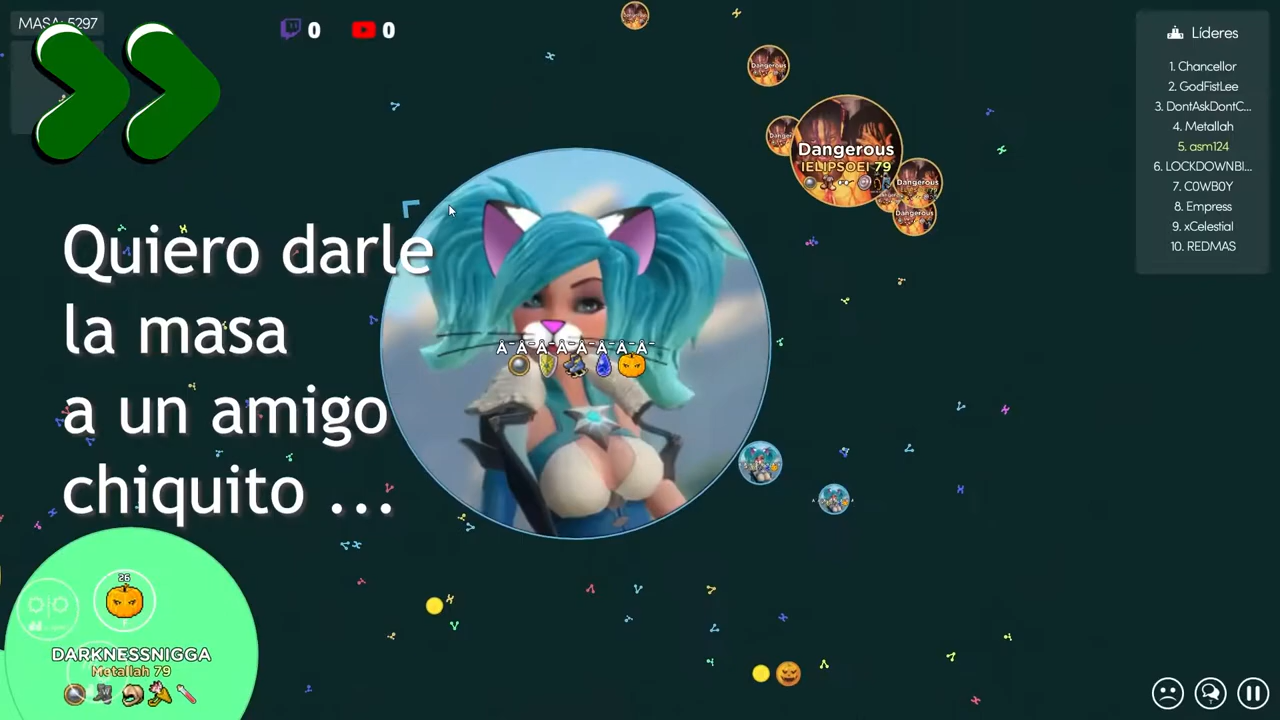 MASA: 5297
0
0
Líderes
1. Chancellor
2. GodFistLee
3. DontAskDontC...
4. Metallah
5. asm124
6. LOCKDOWNBI...
7. C0WB0Y
8. Empress
9. xCelestial
10. REDMAS
Dangerous
Dangerous
Dangerous
IELIPSOEI 79
Dangerous
Dangerous
Quiero darle
la masa
a un amigo
chiquito ...
26
DARKNESSNIGGA
Metallah 79